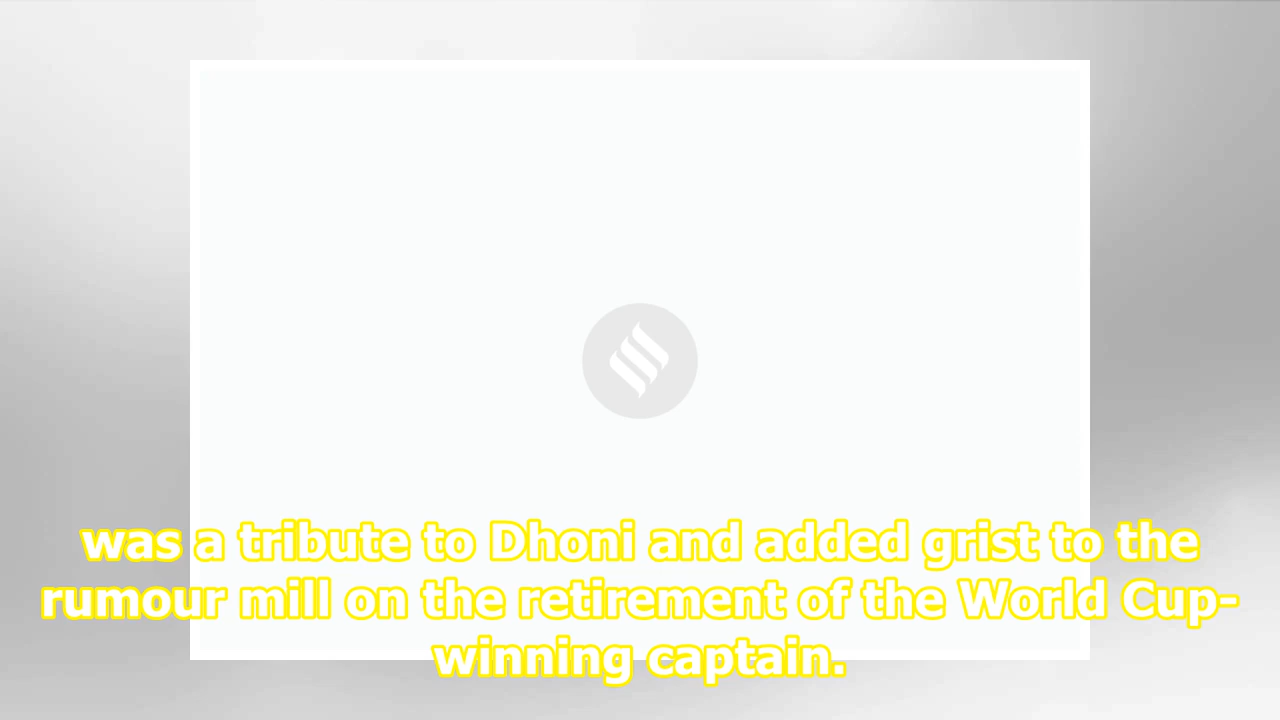 was a tribute to Dhoni and added grist to the
rumour mill on the retirement of the World Cup-
winning captain.